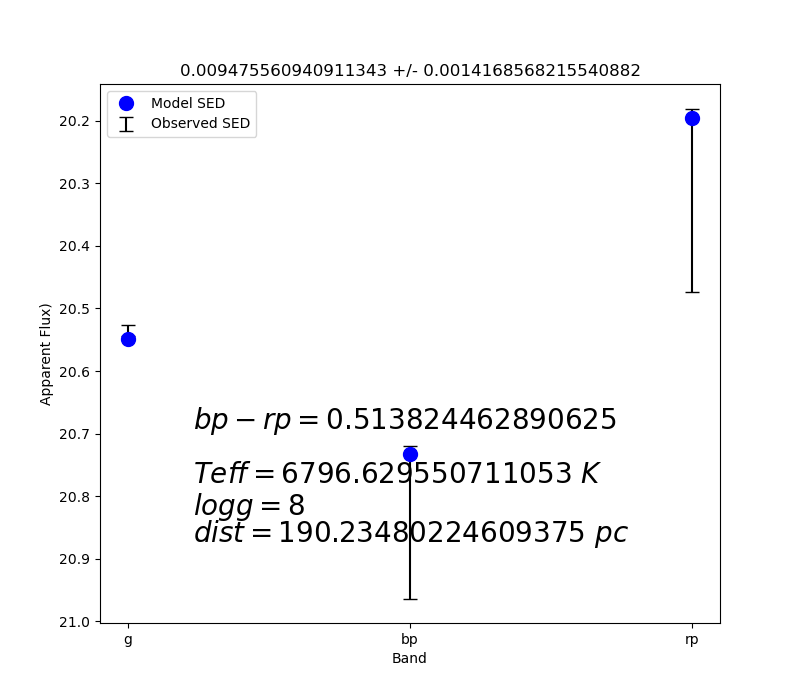 0.009475560940911343 +/- 0.0014168568215540882
Model SED
Observed SED
20.2
20.3
20.4
20.5
20.6
20.7
20.8
20.9
21.0
Apparent Flux)
bp − rp = 0.513824462890625
Teff = 6796.629550711053 K
logg = 8
dist = 190.23480224609375 pc
g
bp
rp
Band